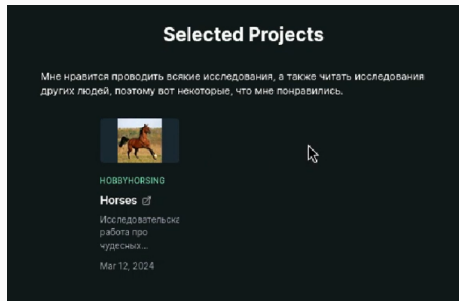 Selected Projects
Мне нравится проводить всякие исследования, а также читать исследования
других людей, поэтому вот некоторые, что мне понравились.
HOBBYHORSING
Horses
Исследовательска
работа про
чудесных...
Mar 12, 2024